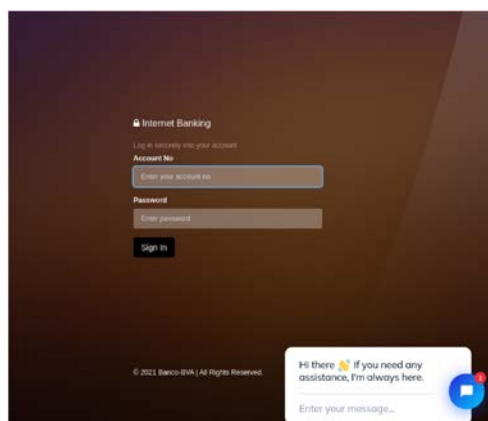 Internet Banking
Log in securely into your account
Account No
Enter your account no
Password
Enter password
Sign In
© 2021 Banco-BVA | All Rights Reserved.
Hi there 👋 If you need any
assistance, I'm always here.
1
Enter your message...